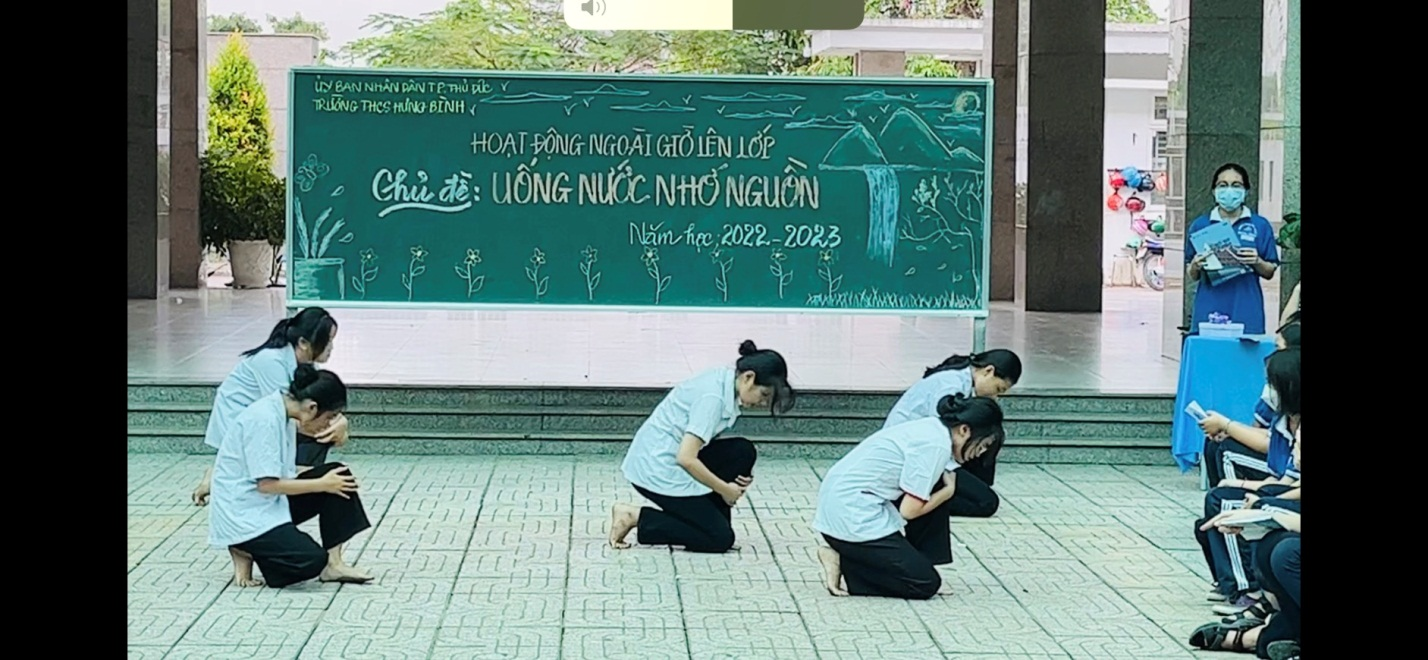 ỦY BAN NHÂN DÂN TP. THỦ ĐỨC
TRƯỜNG THCS HƯNG BÌNH
HOẠT ĐỘNG NGOÀI GIỜ LÊN LỚP
Chủ đề: UỐNG NƯỚC NHỚ NGUỒN
Năm học: 2022-2023